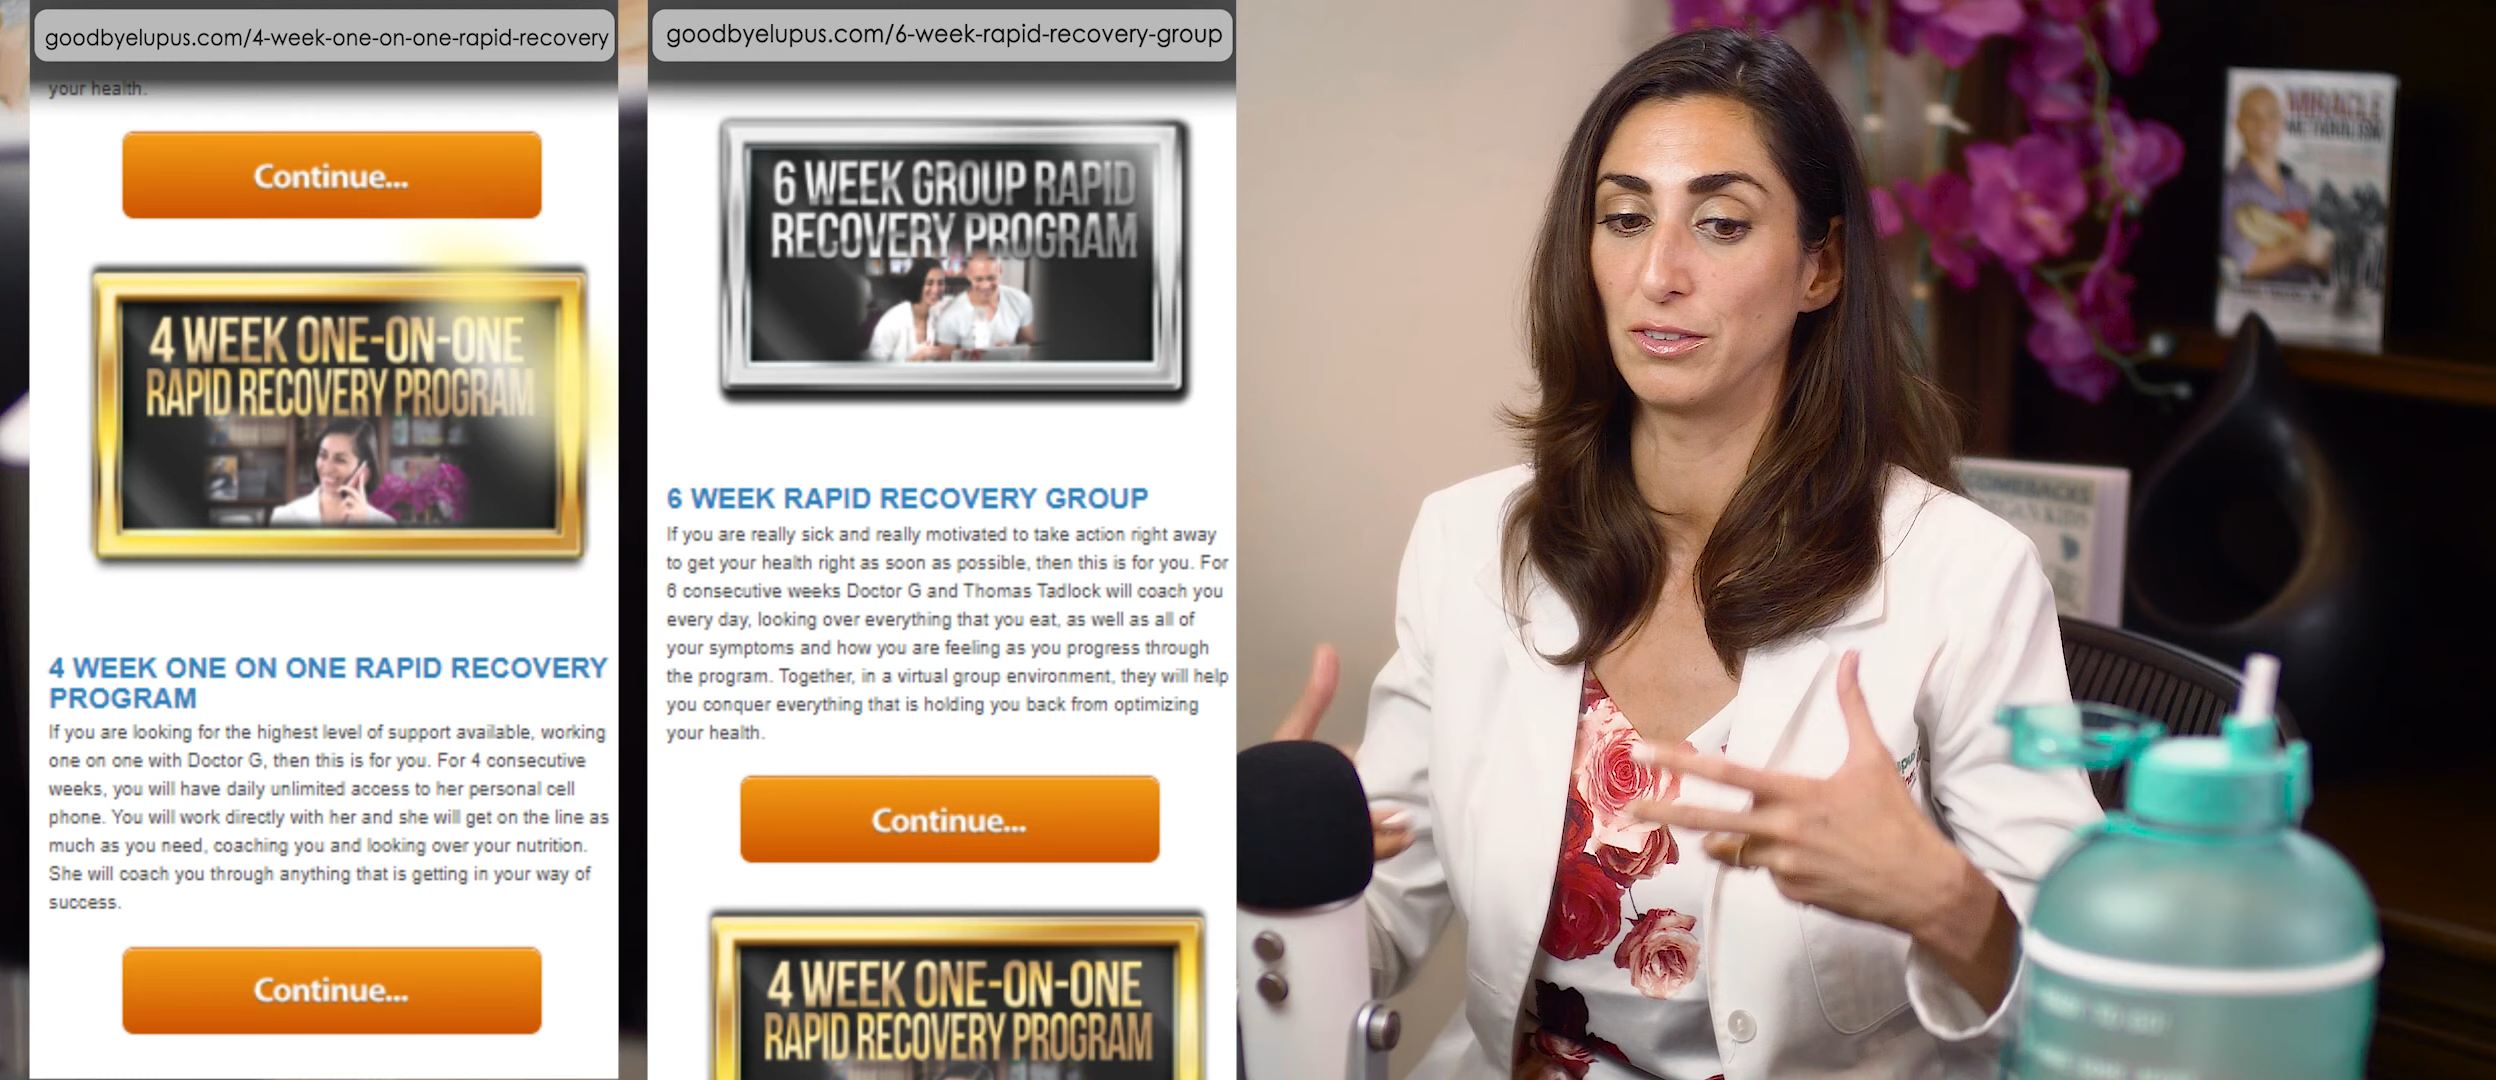 goodbyelupus.com/4-week-one-on-one-rapid-recovery
your health.
Continue...
4 WEEK ONE-ON-ONE
RAPID RECOVERY PROGRAM
4 WEEK ONE ON ONE RAPID RECOVERY
PROGRAM
If you are looking for the highest level of support available, working
one on one with Doctor G, then this is for you. For 4 consecutive
weeks, you will have daily unlimited access to her personal cell
phone. You will work directly with her and she will get on the line as
much as you need, coaching you and looking over your nutrition.
She will coach you through anything that is getting in your way of
success.
Continue...
goodbyelupus.com/6-week-rapid-recovery-group
6 WEEK GROUP RAPID
RECOVERY PROGRAM
6 WEEK RAPID RECOVERY GROUP
If you are really sick and really motivated to take action right away
to get your health right as soon as possible, then this is for you. For
6 consecutive weeks Doctor G and Thomas Tadlock will coach you
every day, looking over everything that you eat, as well as all of
your symptoms and how you are feeling as you progress through
the program. Together, in a virtual group environment, they will help
you conquer everything that is holding you back from optimizing
your health.
Continue...
4 WEEK ONE-ON-ONE
RAPID RECOVERY PROGRAM
MIRACLE
METABOLISM